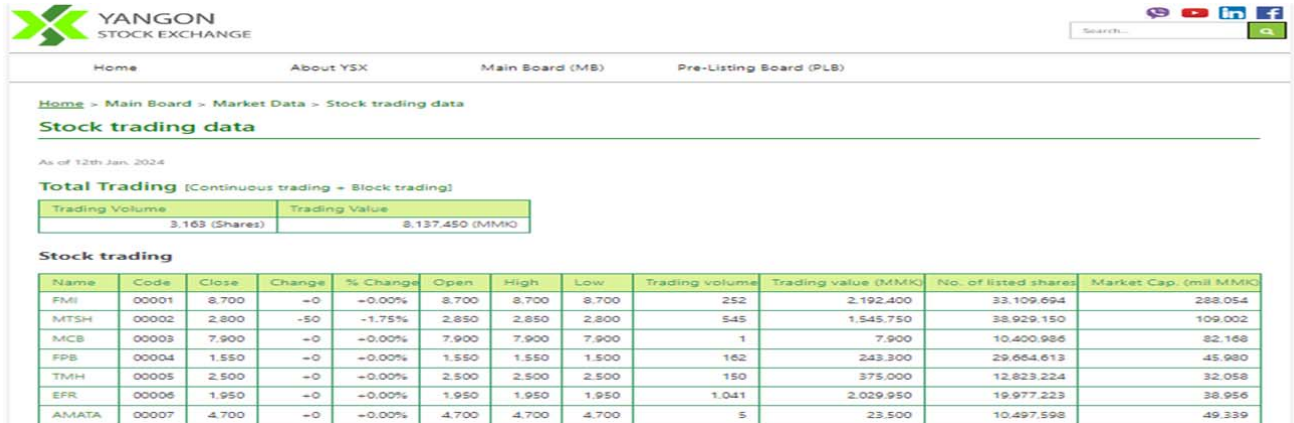 YANGON
STOCK EXCHANGE
Search...
Home About YSX Main Board (MB) Pre-Listing Board (PLB)
Home > Main Board > Market Data > Stock trading data
Stock trading data
As of 12th Jan, 2024
Total Trading [Continuous trading + Block trading]
Trading Volume Trading Value
3,163 (Shares) 8,137,450 (MMK)
Stock trading
Name Code Close Change % Change Open High Low Trading volume Trading value (MMK) No. of listed shares Market Cap. (mil MMK)
FMI 00001 8,700 +0 +0.00% 8,700 8,700 8,700 252 2,192,400 33,109,694 288,054
MTSH 00002 2,800 -50 -1.75% 2,850 2,850 2,800 545 1,545,750 38,929,150 109,002
MCB 00003 7,900 +0 +0.00% 7,900 7,900 7,900 1 7,900 10,400,986 82,168
FPB 00004 1,550 +0 +0.00% 1,550 1,550 1,500 162 243,300 29,664,613 45,980
TMH 00005 2,500 +0 +0.00% 2,500 2,500 2,500 150 375,000 12,823,224 32,058
EFR 00006 1,950 +0 +0.00% 1,950 1,950 1,950 1,041 2,029,950 19,977,223 38,956
AMATA 00007 4,700 +0 +0.00% 4,700 4,700 4,700 5 23,500 10,497,598 49,339